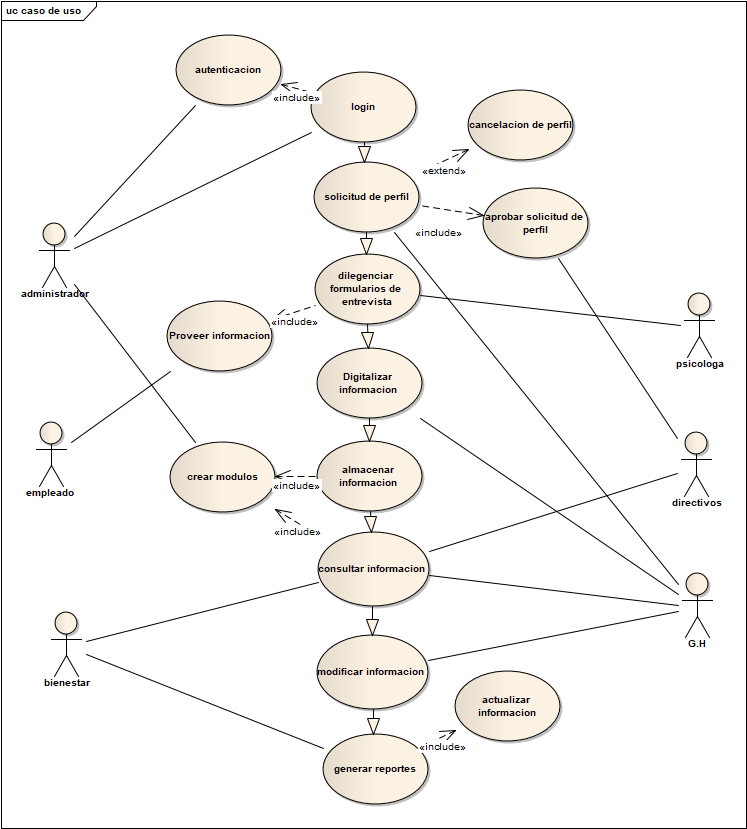 uc caso de uso
autenticacion
«include»
login
cancelacion de perfil
«extend»
solicitud de perfil
aprobar solicitud de
perfil
«include»
administrador
dilegenciar
formularios de
entrevista
«include»
Proveer informacion
psicologa
Digitalizar
informacion
empleado
crear modulos
almacenar
informacion
«include»
directivos
«include»
consultar informacion
G.H
bienestar
modificar informacion
actualizar
informacion
«include»
generar reportes